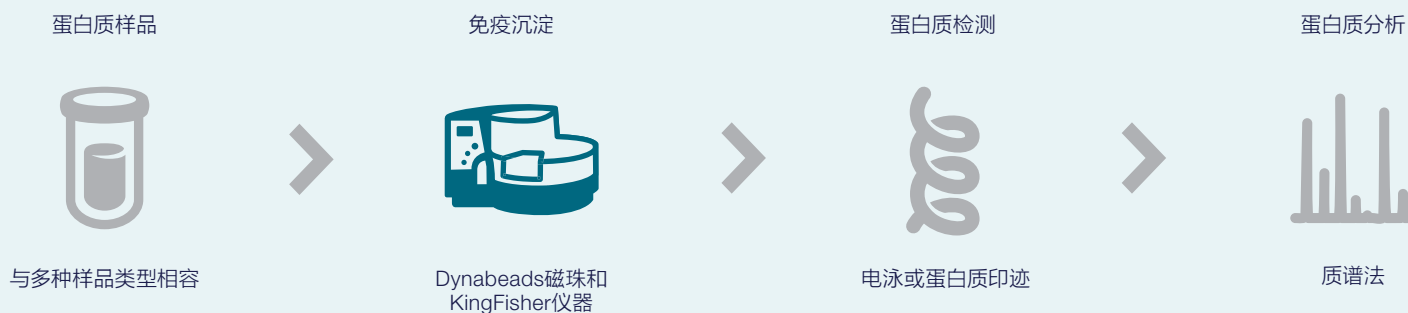 蛋白质样品
免疫沉淀
蛋白质检测
蛋白质分析
与多种样品类型相容
Dynabeads磁珠和
KingFisher仪器
电泳或蛋白质印迹
质谱法